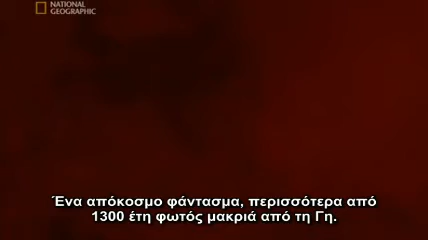 NATIONAL
GEOGRAPHIC
Ένα απόκοσμο φάντασμα, περισσότερα από
1300 έτη φωτός μακριά από τη Γη.